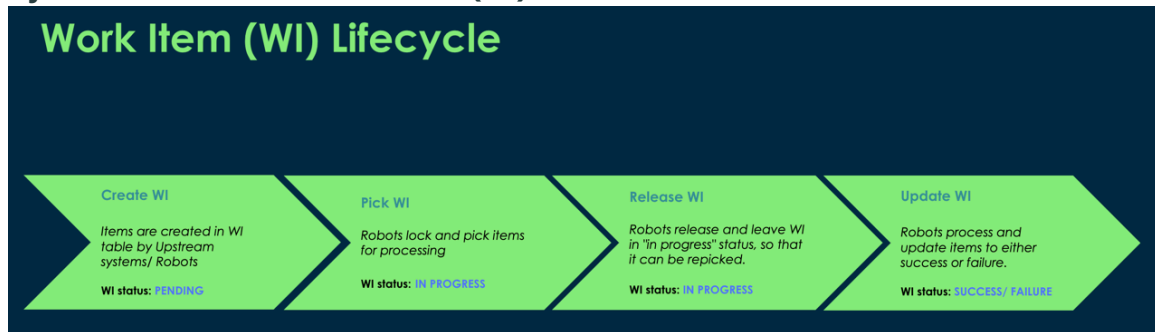 Work Item (WI) Lifecycle
Create WI
Items are created in WI
table by Upstream
systems/ Robots
WI status: PENDING
Pick WI
Robots lock and pick items
for processing
WI status: IN PROGRESS
Release WI
Robots release and leave WI
in "in progress" status, so that
it can be repicked.
WI status: IN PROGRESS
Update WI
Robots process and
update items to either
success or failure.
WI status: SUCCESS/ FAILURE